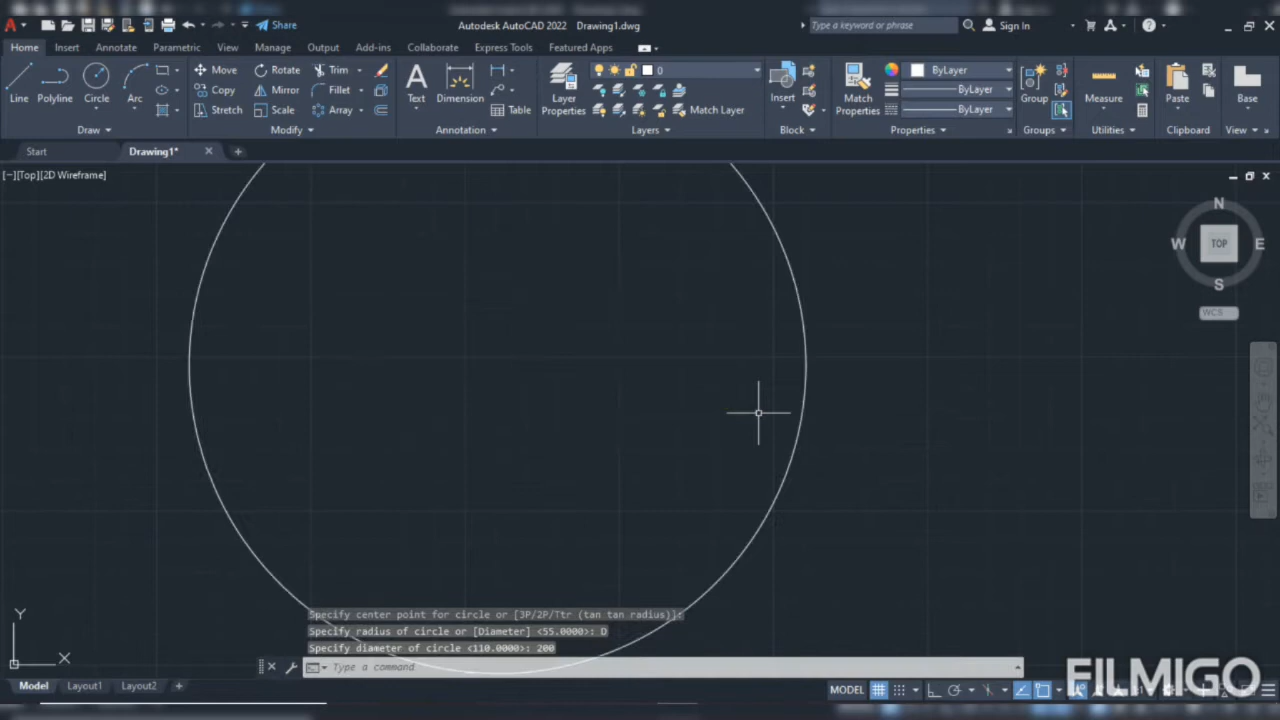 Share
Autodesk AutoCAD 2022 Drawing1.dwg
Type a keyword or phrase
Sign In
Home Insert Annotate Parametric View Manage Output Add-ins Collaborate Express Tools Featured Apps
Line Polyline Circle Arc
Move Rotate Trim
Copy Mirror Fillet
Stretch Scale Array
Text Dimension Table
Layer Properties
0
Match Layer
Insert
Match Properties
ByLayer
ByLayer
ByLayer
Group Measure Paste Base
Draw Modify Annotation Layers Block Properties Groups Utilities Clipboard View
Start Drawing1*
[−][Top][2D Wireframe]
N
W TOP E
S
WCS
Y
X
Specify center point for circle or [3P/2P/Ttr (tan tan radius)]:
Specify radius of circle or [Diameter] <55.0000>: D
Specify diameter of circle <110.0000>: 200
Type a command
Model Layout1 Layout2
MODEL
FILMIGO